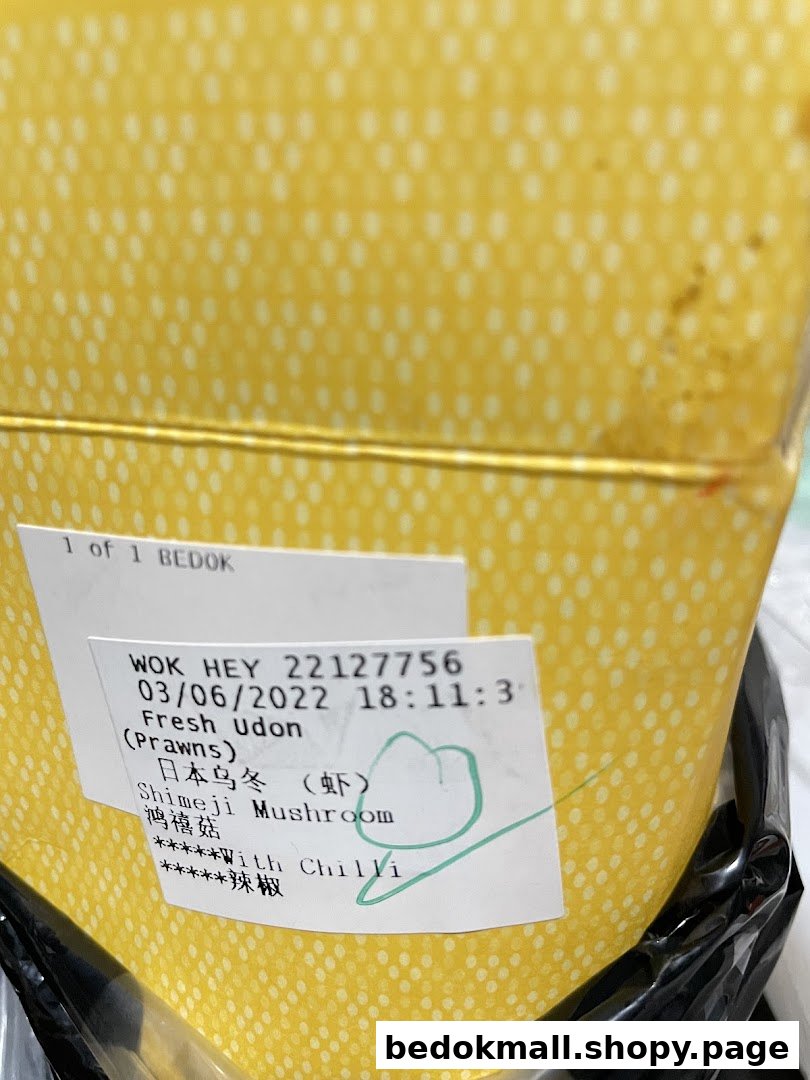 1 of 1 BEDOK
WOK HEY 22127756
03/06/2022 18:11:3
Fresh Udon
(Prawns)
日本乌冬 （虾）
Shimeji Mushroom
鸿禧菇
*****With Chilli
*****辣椒
bedokmall.shopy.page